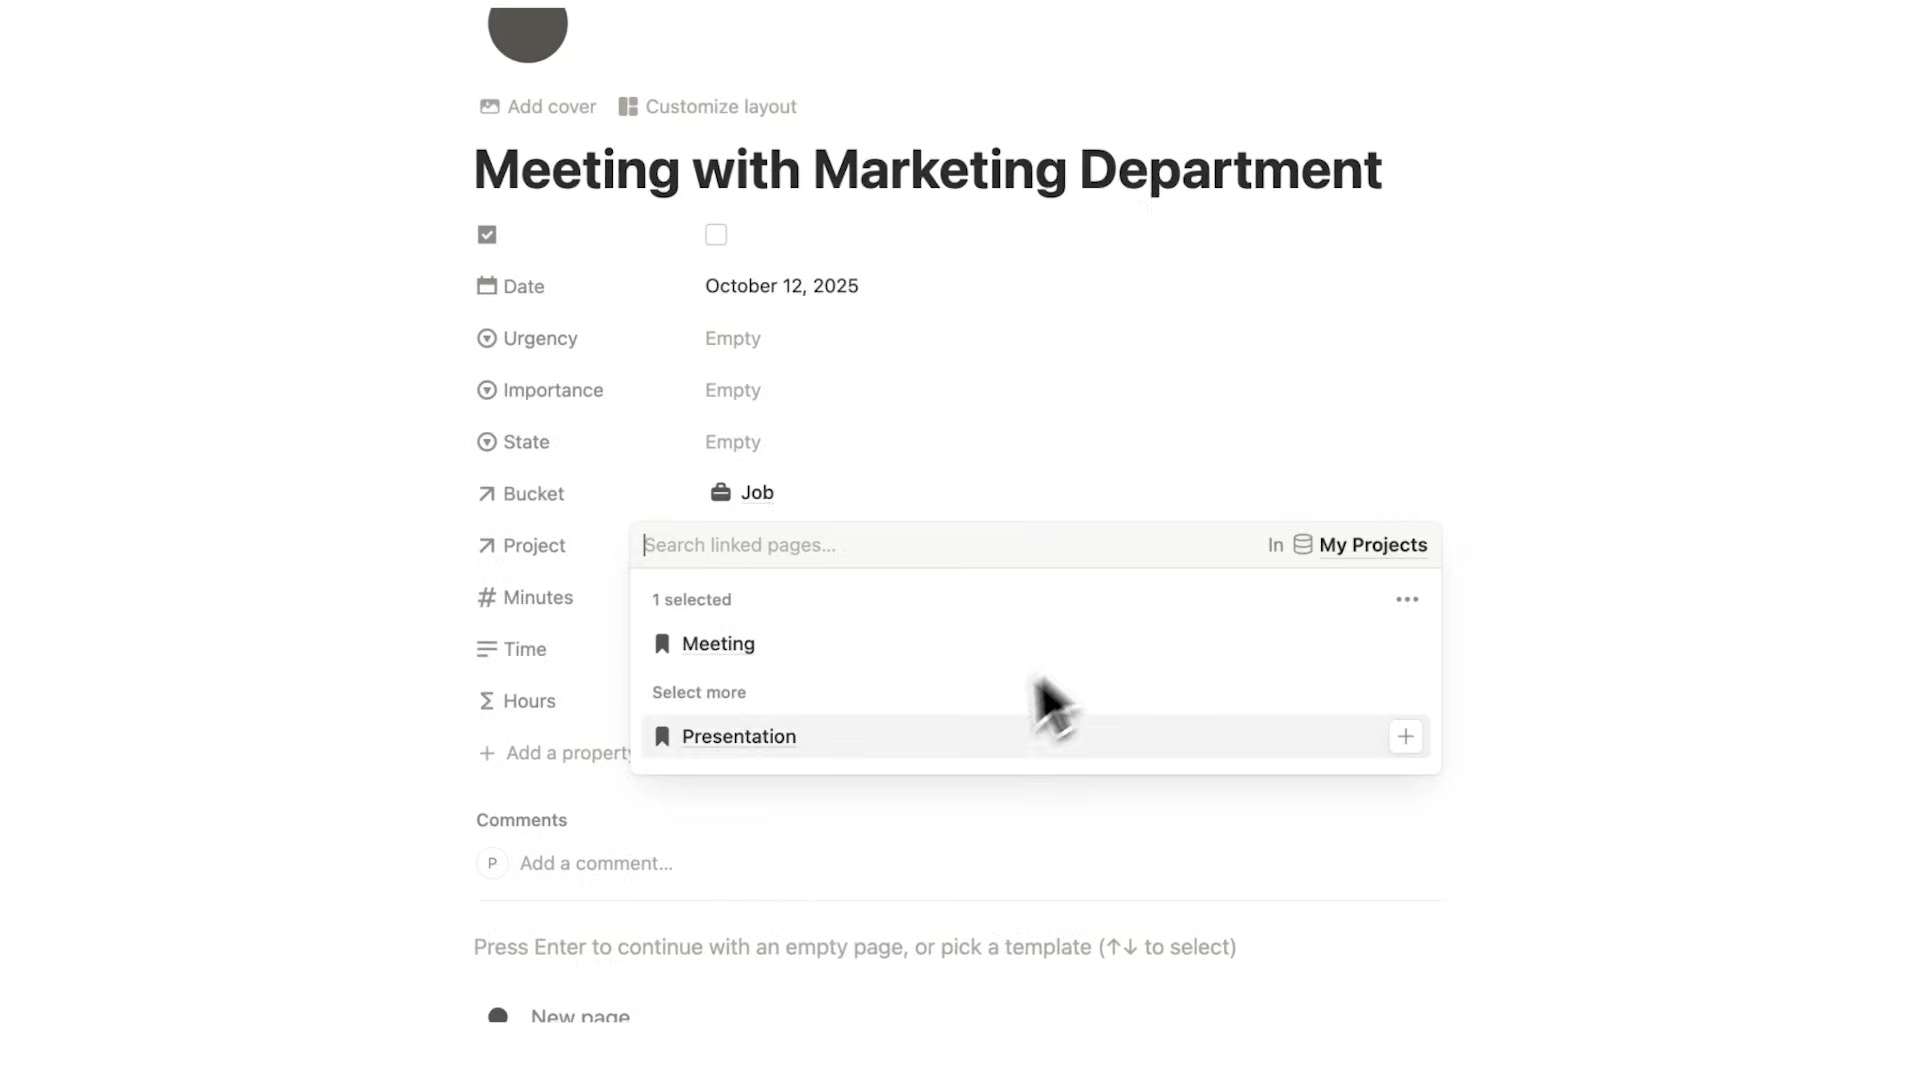 Add cover Customize layout
Meeting with Marketing Department
Date October 12, 2025
Urgency Empty
Importance Empty
State Empty
Bucket Job
Project Search linked pages... In My Projects
Minutes 1 selected
Meeting
Time
Select more
Hours
Presentation
Add a property
Comments
P Add a comment...
Press Enter to continue with an empty page, or pick a template (↑↓ to select)
New page